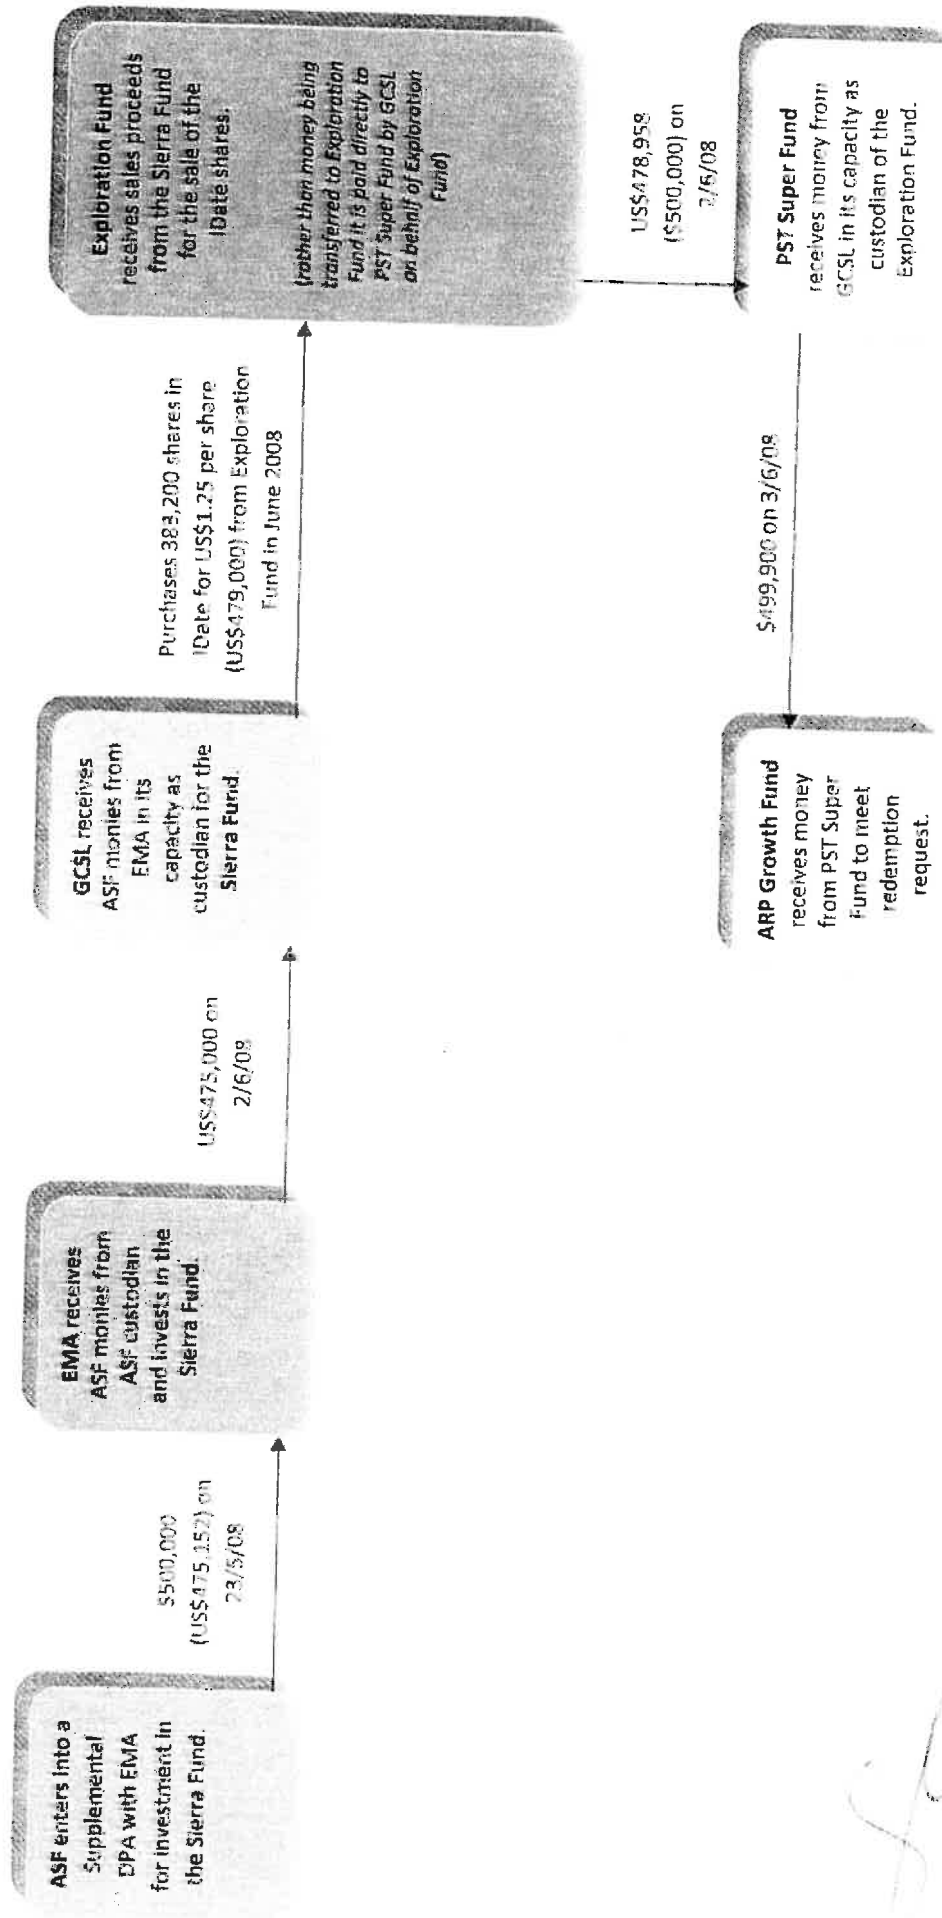 ASF enters into a
Supplemental
DPA with EMA
for investment in
the Sierra Fund.
$500,000
(US$475,152) on
23/5/08
EMA receives
ASF monies from
ASF custodian
and invests in the
Sierra Fund.
US$475,000 on
2/6/08
GCSL receives
ASF monies from
EMA in its
capacity as
custodian for the
Sierra Fund.
Purchases 383,200 shares in
IDate for US$1.25 per share
(US$479,000) from Exploration
Fund in June 2008
Exploration Fund
receives sales proceeds
from the Sierra Fund
for the sale of the
IDate shares.
(rather than money being
transferred to Exploration
Fund it is paid directly to
PST Super Fund by GCSL
on behalf of Exploration
Fund)
US$478,958
($500,000) on
2/6/08
PST Super Fund
receives money from
GCSL in its capacity as
custodian of the
Exploration Fund.
$499,900 on 3/6/08
ARP Growth Fund
receives money
from PST Super
Fund to meet
redemption
request.